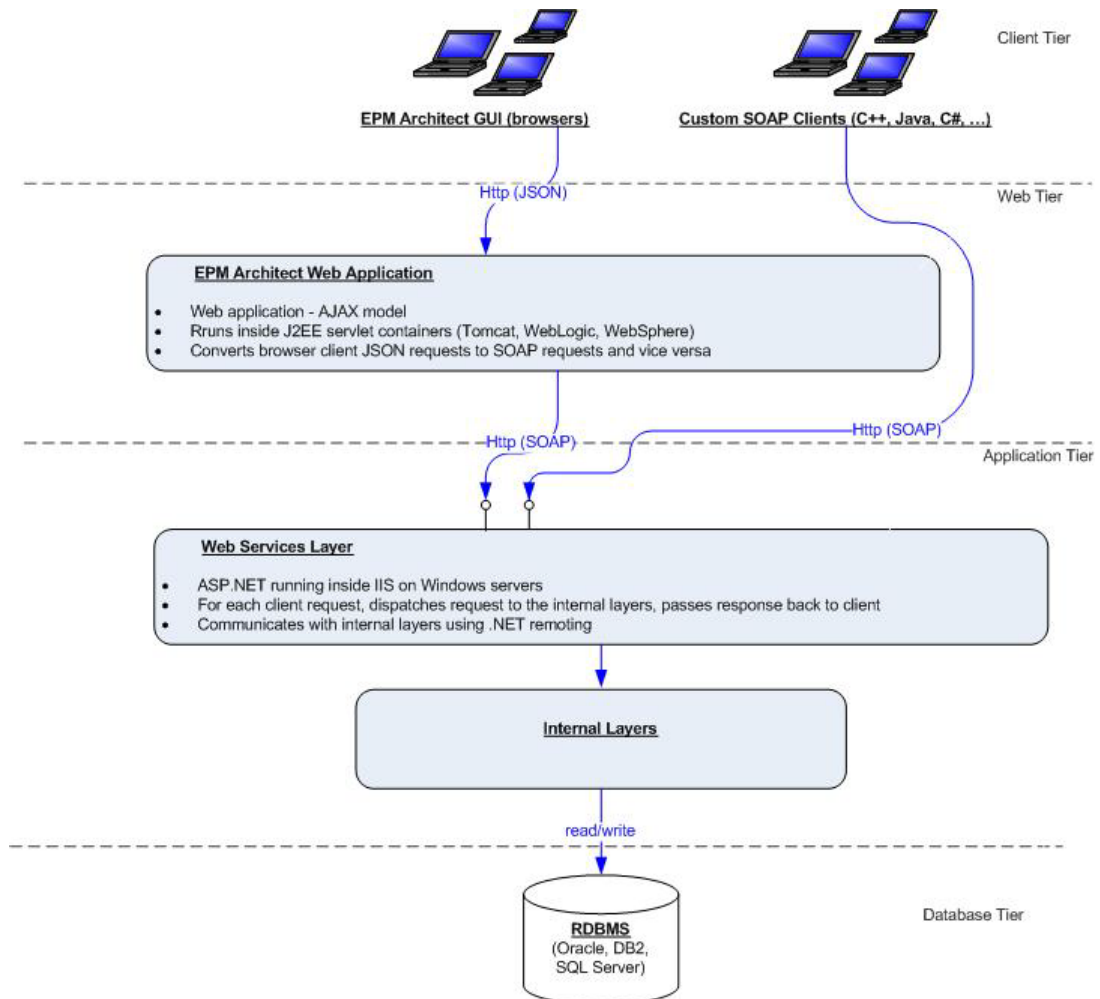 Client Tier
EPM Architect GUI (browsers)
Custom SOAP Clients (C++, Java, C#, ...)
Http (JSON)
Web Tier
EPM Architect Web Application
• Web application - AJAX model
• Rruns inside J2EE servlet containers (Tomcat, WebLogic, WebSphere)
• Converts browser client JSON requests to SOAP requests and vice versa
Http (SOAP)
Http (SOAP)
Application Tier
Web Services Layer
• ASP.NET running inside IIS on Windows servers
• For each client request, dispatches request to the internal layers, passes response back to client
• Communicates with internal layers using .NET remoting
Internal Layers
read/write
Database Tier
RDBMS
(Oracle, DB2,
SQL Server)